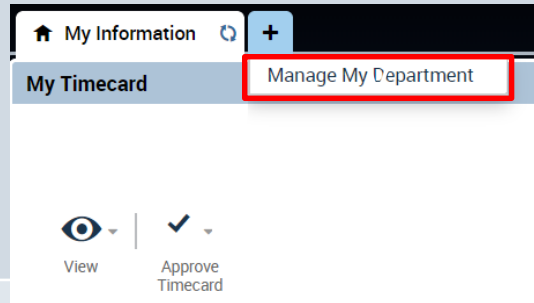 My Information
+
Manage My Department
My Timecard
View
Approve
Timecard